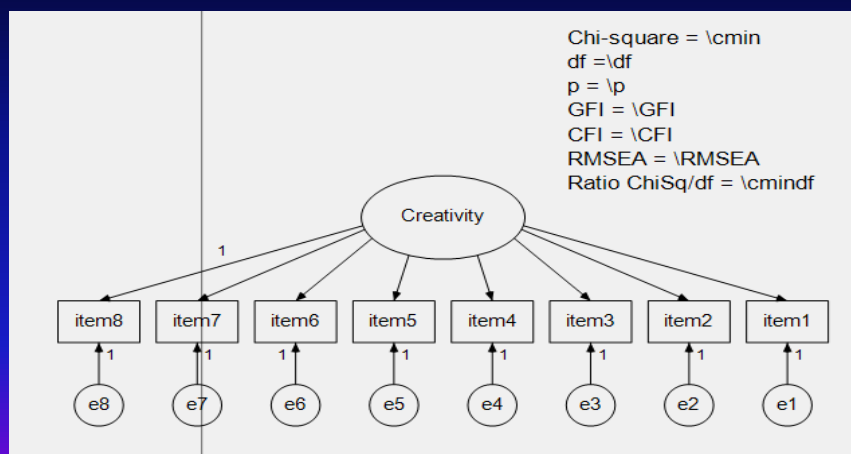 Chi-square = \cmin
df =\df
p = \p
GFI = \GFI
CFI = \CFI
RMSEA = \RMSEA
Ratio ChiSq/df = \cmindf
Creativity
1
item8 item7 item6 item5 item4 item3 item2 item1
1 1 1 1 1 1 1 1
e8 e7 e6 e5 e4 e3 e2 e1